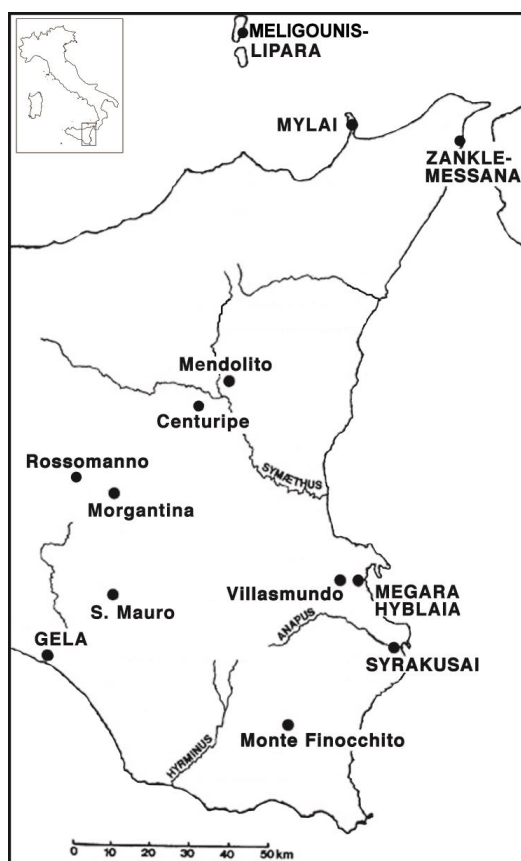 MELIGOUNIS-
LIPARA
MYLAI
ZANKLE-
MESSANA
Mendolito
Centuripe
Rossomanno
SYMÆTHUS
Morgantina
Villasmundo
MEGARA
HYBLAIA
S. Mauro
ANAPUS
GELA
SYRAKUSAI
HYRMINUS
Monte Finocchito
0 10 20 30 40 50 km